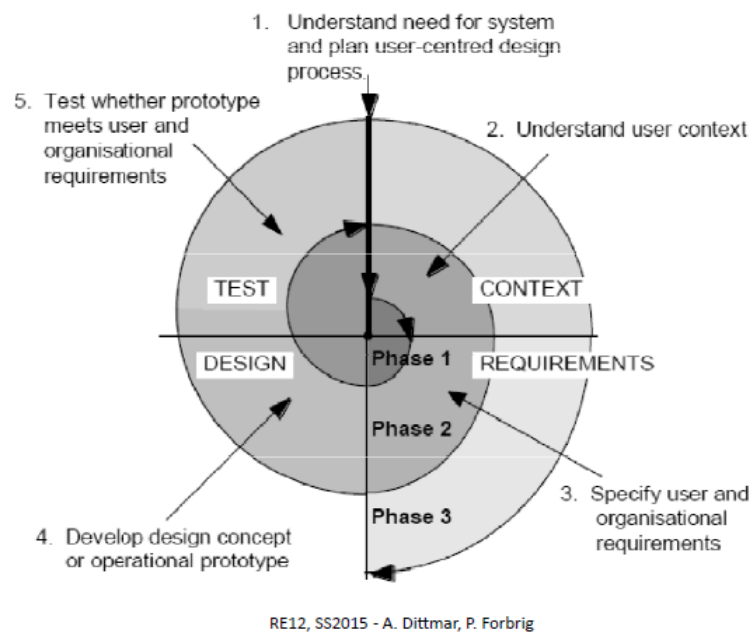 1. Understand need for system
and plan user-centred design
process.
5. Test whether prototype
meets user and
organisational
requirements
2. Understand user context
TEST
CONTEXT
DESIGN
Phase 1
REQUIREMENTS
Phase 2
Phase 3
3. Specify user and
organisational
requirements
4. Develop design concept
or operational prototype
RE12, SS2015 - A. Dittmar, P. Forbrig